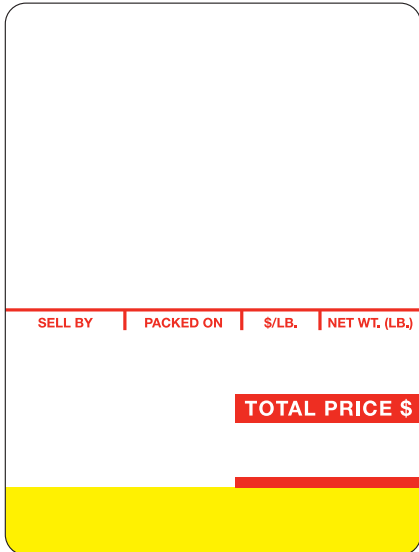 SELL BY PACKED ON $/LB. NET WT. (LB.)
TOTAL PRICE $